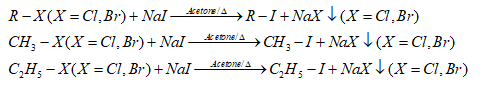 R − X(X = Cl, Br) + NaI —Acetone/Δ→ R − I + NaX ↓ (X = Cl, Br)
CH₃ − X(X = Cl, Br) + NaI —Acetone/Δ→ CH₃ − I + NaX ↓ (X = Cl, Br)
C₂H₅ − X(X = Cl, Br) + NaI —Acetone/Δ→ C₂H₅ − I + NaX ↓ (X = Cl, Br)